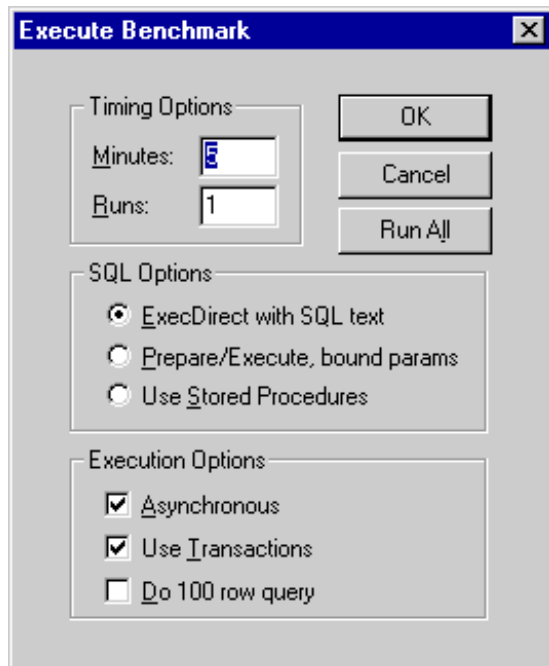 Execute Benchmark
Timing Options
Minutes: 5
Runs: 1
OK
Cancel
Run All
SQL Options
ExecDirect with SQL text
Prepare/Execute, bound params
Use Stored Procedures
Execution Options
Asynchronous
Use Transactions
Do 100 row query